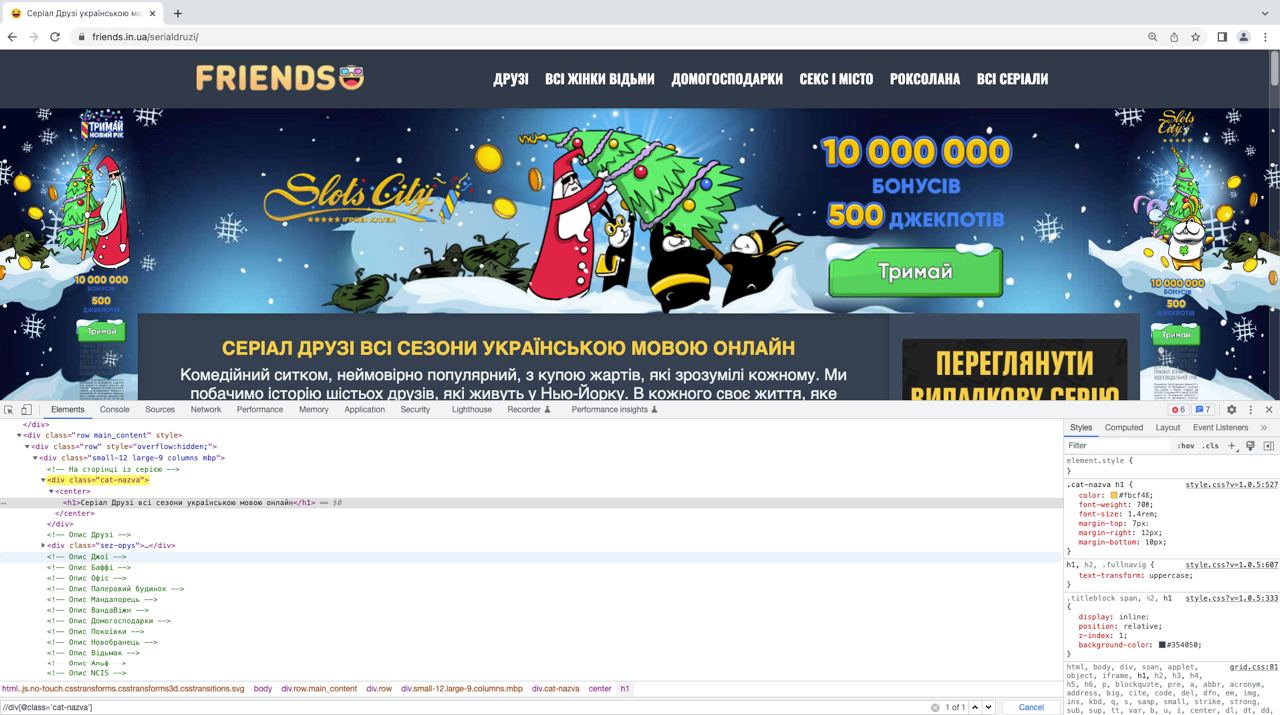 Серіал Друзі українською мо
friends.in.ua/serialdruzi/
FRIENDS
ДРУЗІ ВСІ ЖІНКИ ВІДЬМИ ДОМОГОСПОДАРКИ СЕКС І МІСТО РОКСОЛАНА ВСІ СЕРІАЛИ
ТРИМАЙ
НОВИЙ РІК
10 000 000
БОНУСІВ
500
ДЖЕКПОТІВ
Тримай
Slots City
ІГРОВІ КЛУБИ
10 000 000
БОНУСІВ
500 ДЖЕКПОТІВ
Тримай
Slots
City
10 000 000
БОНУСІВ
500
ДЖЕКПОТІВ
Тримай
СЕРІАЛ ДРУЗІ ВСІ СЕЗОНИ УКРАЇНСЬКОЮ МОВОЮ ОНЛАЙН
Комедійний ситком, неймовірно популярний, з купою жартів, які зрозумілі кожному. Ми
побачимо історію шістьох друзів, які живуть у Нью-Йорку. В кожного своє життя, яке
ПЕРЕГЛЯНУТИ
ВИПАДКОВУ СЕРІЮ
Elements Console Sources Network Performance Memory Application Security Lighthouse Recorder Performance insights 6 7
</div>
<div class="row main_content" style>
<div class="row" style="overflow:hidden;">
<div class="small-12 large-9 columns mbp">
<!-- На сторінці із серією -->
<div class="cat-nazva">
<center>
<h1>Серіал Друзі всі сезони українською мовою онлайн</h1> == $0
</center>
</div>
<!-- Опис Друзі -->
<div class="sez-opys">…</div>
<!-- Опис Джоі -->
<!-- Опис Баффі -->
<!-- Опис Офіс -->
<!-- Опис Паперовий будинок -->
<!-- Опис Мандалорець -->
<!-- Опис ВандаВіжн -->
<!-- Опис Домогосподарки -->
<!-- Опис Покоївки -->
<!-- Опис Новобранець -->
<!-- Опис Відьмак -->
<!-- Опис Альф -->
<!-- Опис NCIS -->
html.js.no-touch.csstransforms.csstransforms3d.csstransitions.svg body div.row.main_content div.row div.small-12.large-9.columns.mbp div.cat-nazva center h1
//div[@class='cat-nazva'] 1 of 1 Cancel
Styles Computed Layout Event Listeners »
Filter :hov .cls
element.style {
}
.cat-nazva h1 { style.css?v=1.0.5:527
color: #fbcf48;
font-weight: 700;
font-size: 1.4rem;
margin-top: 7px;
margin-right: 12px;
margin-bottom: 10px;
}
h1, h2, .fullnavig { style.css?v=1.0.5:607
text-transform: uppercase;
}
.titleblock span, h2, h1 style.css?v=1.0.5:333
{
display: inline;
position: relative;
z-index: 1;
background-color: #354050;
}
html, body, div, span, applet, grid.css:81
object, iframe, h1, h2, h3, h4,
h5, h6, p, blockquote, pre, a, abbr, acronym,
address, big, cite, code, del, dfn, em, img,
ins, kbd, q, s, samp, small, strike, strong,
sub, sup, tt, var, b, u, i, center, dl, dt, dd,